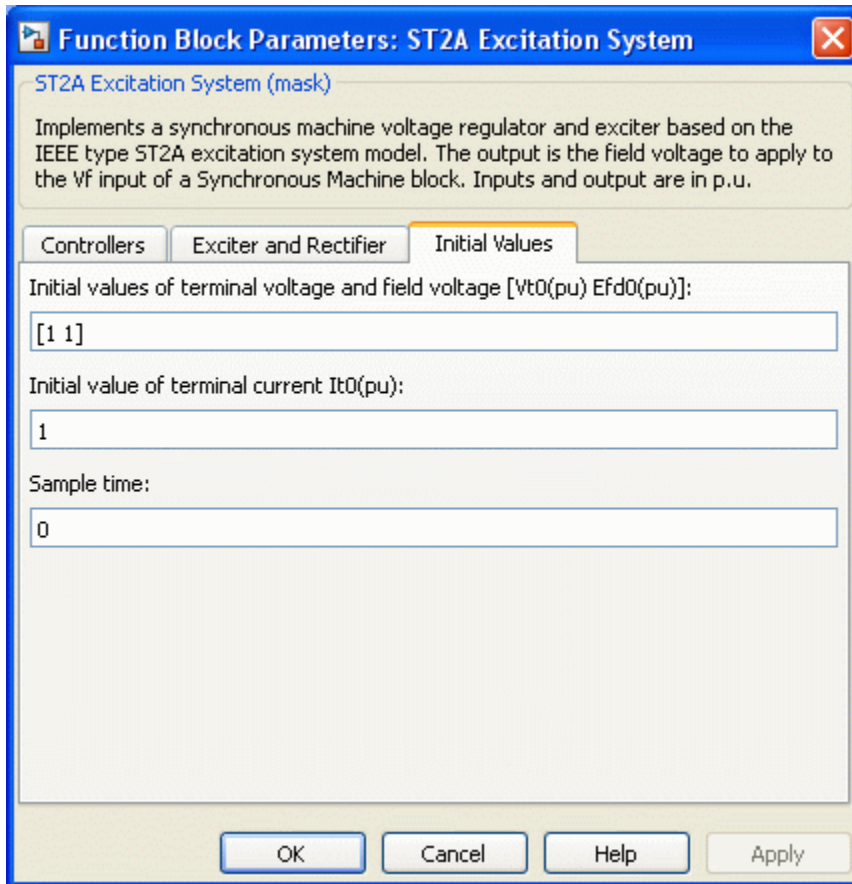 Function Block Parameters: ST2A Excitation System
ST2A Excitation System (mask)
Implements a synchronous machine voltage regulator and exciter based on the
IEEE type ST2A excitation system model. The output is the field voltage to apply to
the Vf input of a Synchronous Machine block. Inputs and output are in p.u.
Controllers Exciter and Rectifier Initial Values
Initial values of terminal voltage and field voltage [Vt0(pu) Efd0(pu)]:
[1 1]
Initial value of terminal current It0(pu):
1
Sample time:
0
OK Cancel Help Apply